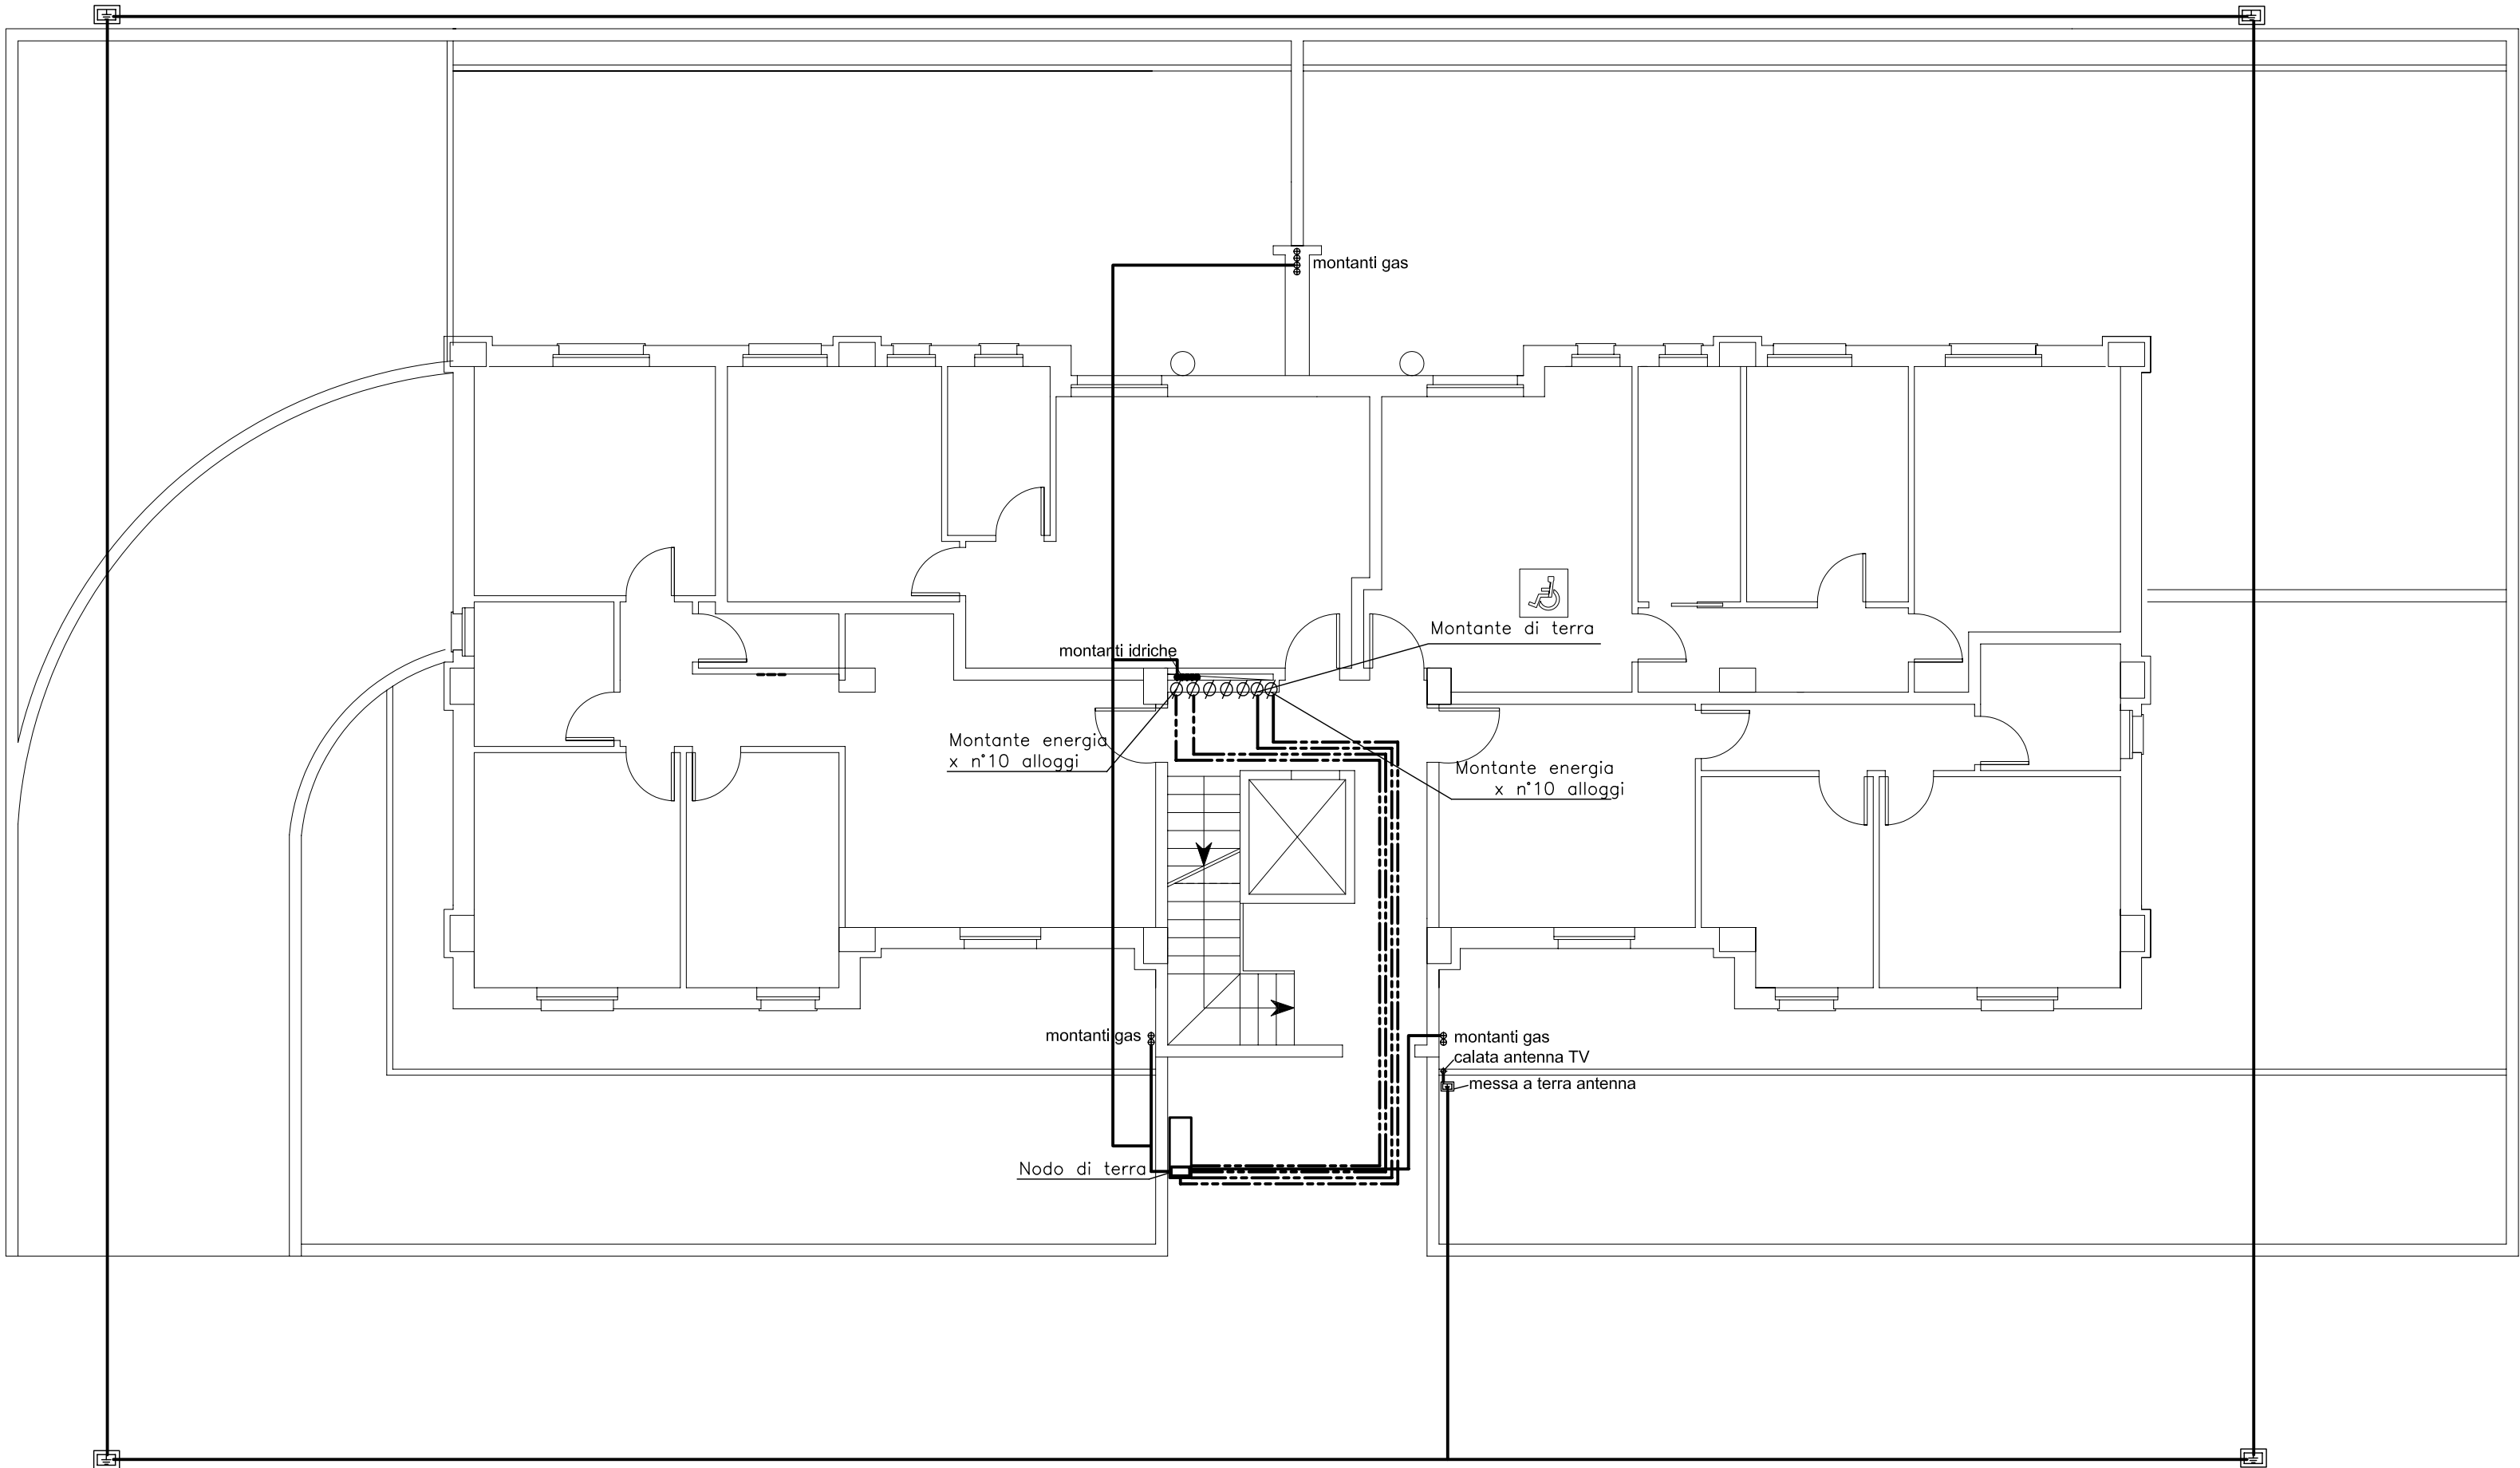 montanti gas
Montante di terra
montanti idriche
Montante energia
x n°10 alloggi
Montante energia
x n°10 alloggi
montanti gas
montanti gas
calata antenna TV
messa a terra antenna
Nodo di terra